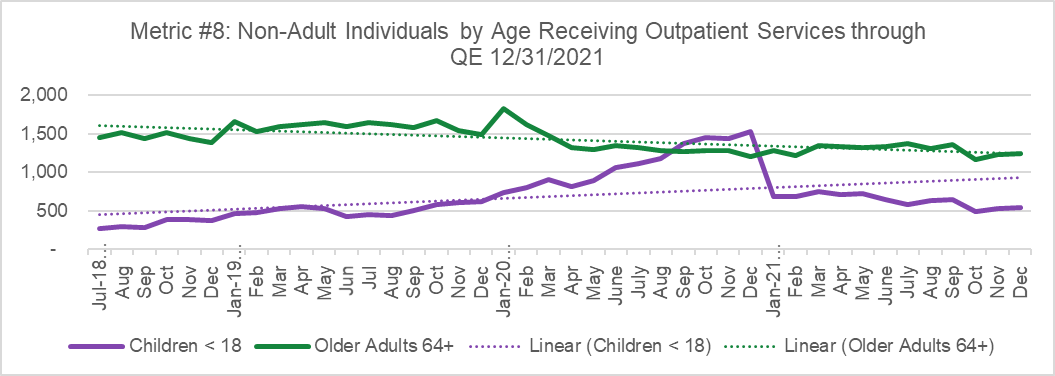 Metric #8: Non-Adult Individuals by Age Receiving Outpatient Services through
QE 12/31/2021
2,000
1,500
1,000
500
-
Jul-18…
Aug
Sep
Oct
Nov
Dec
Jan-19…
Feb
Mar
Apr
May
Jun
Jul
Aug
Sep
Oct
Nov
Dec
Jan-20…
Feb
Mar
Apr
May
June
July
Aug
Sep
Oct
Nov
Dec
Jan-21…
Feb
Mar
Apr
May
June
July
Aug
Sep
Oct
Nov
Dec
Children < 18 Older Adults 64+ Linear (Children < 18) Linear (Older Adults 64+)